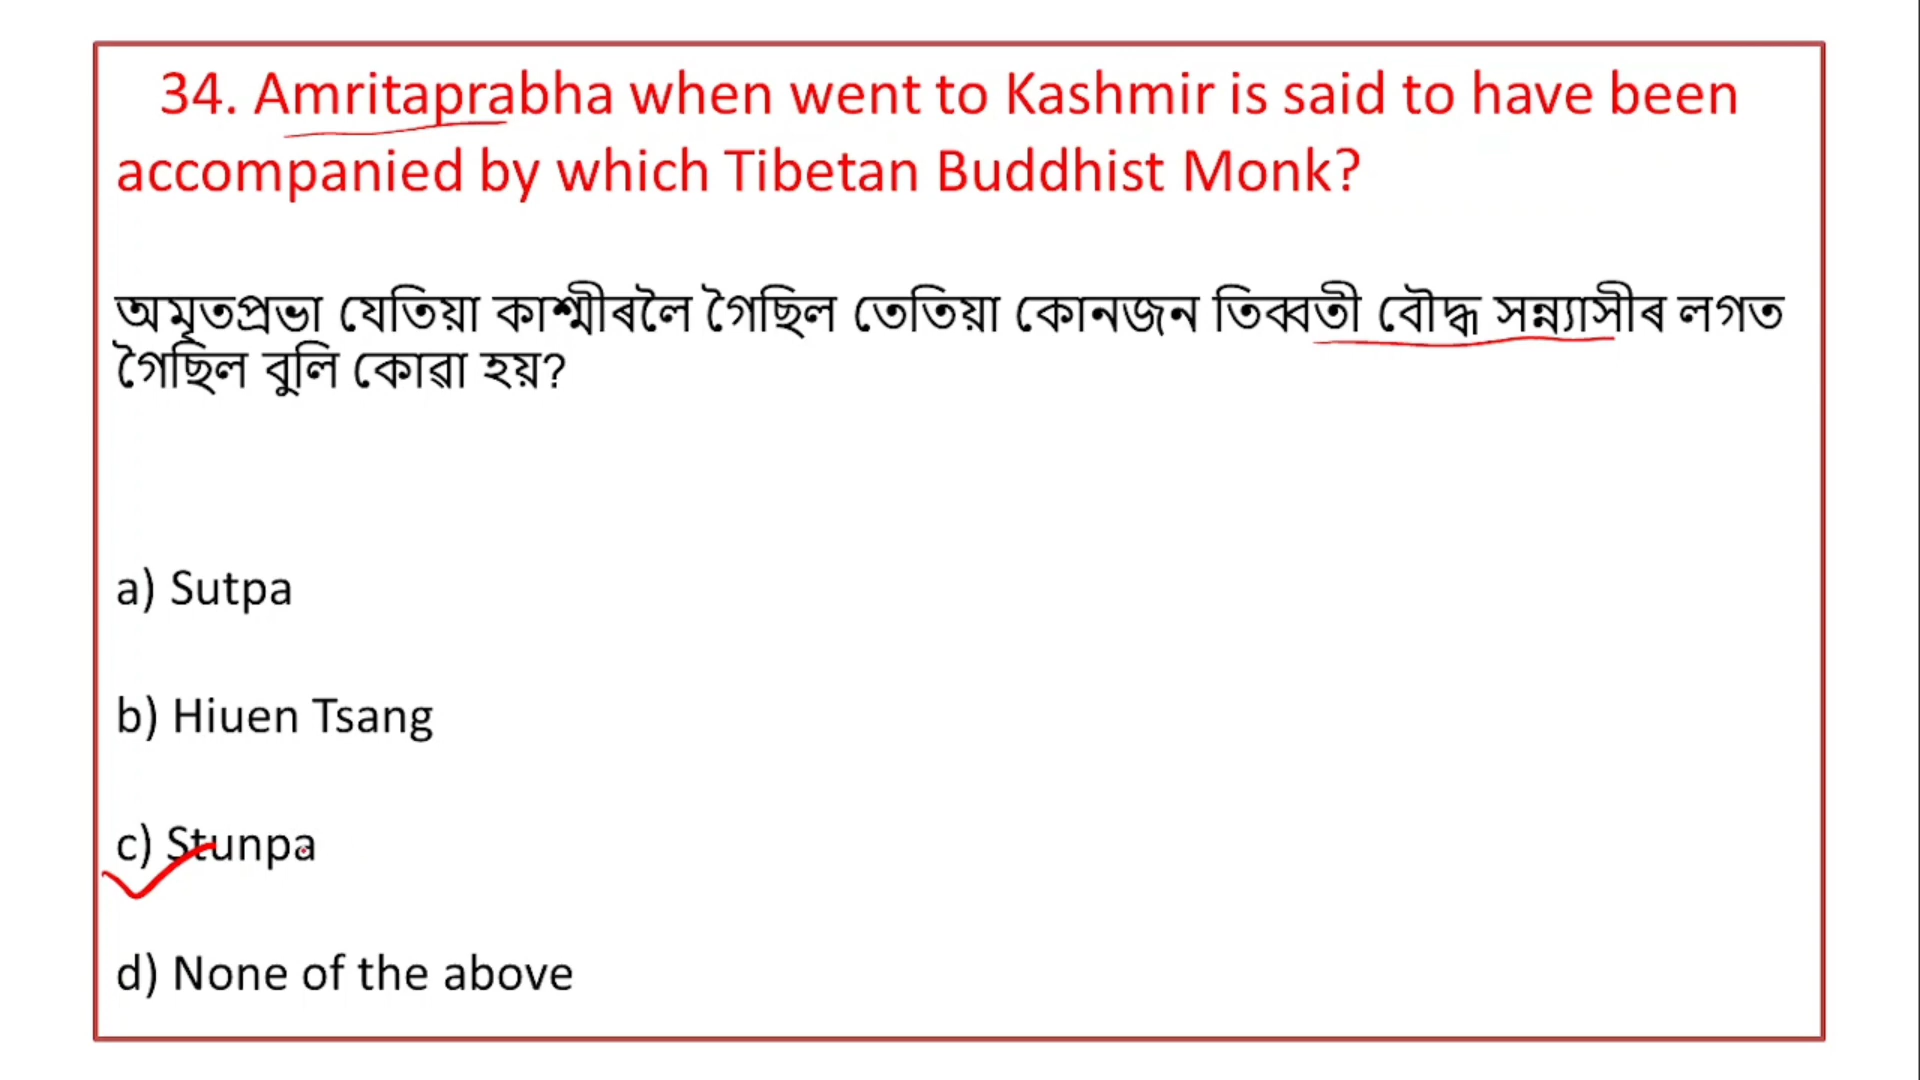 34. Amritaprabha when went to Kashmir is said to have been
accompanied by which Tibetan Buddhist Monk?
অমৃতপ্ৰভা যেতিয়া কাশ্মীৰলৈ গৈছিল তেতিয়া কোনজন তিব্বতী বৌদ্ধ সন্ন্যাসীৰ লগত
গৈছিল বুলি কোৱা হয়?
a) Sutpa
b) Hiuen Tsang
c) Stunpa
d) None of the above